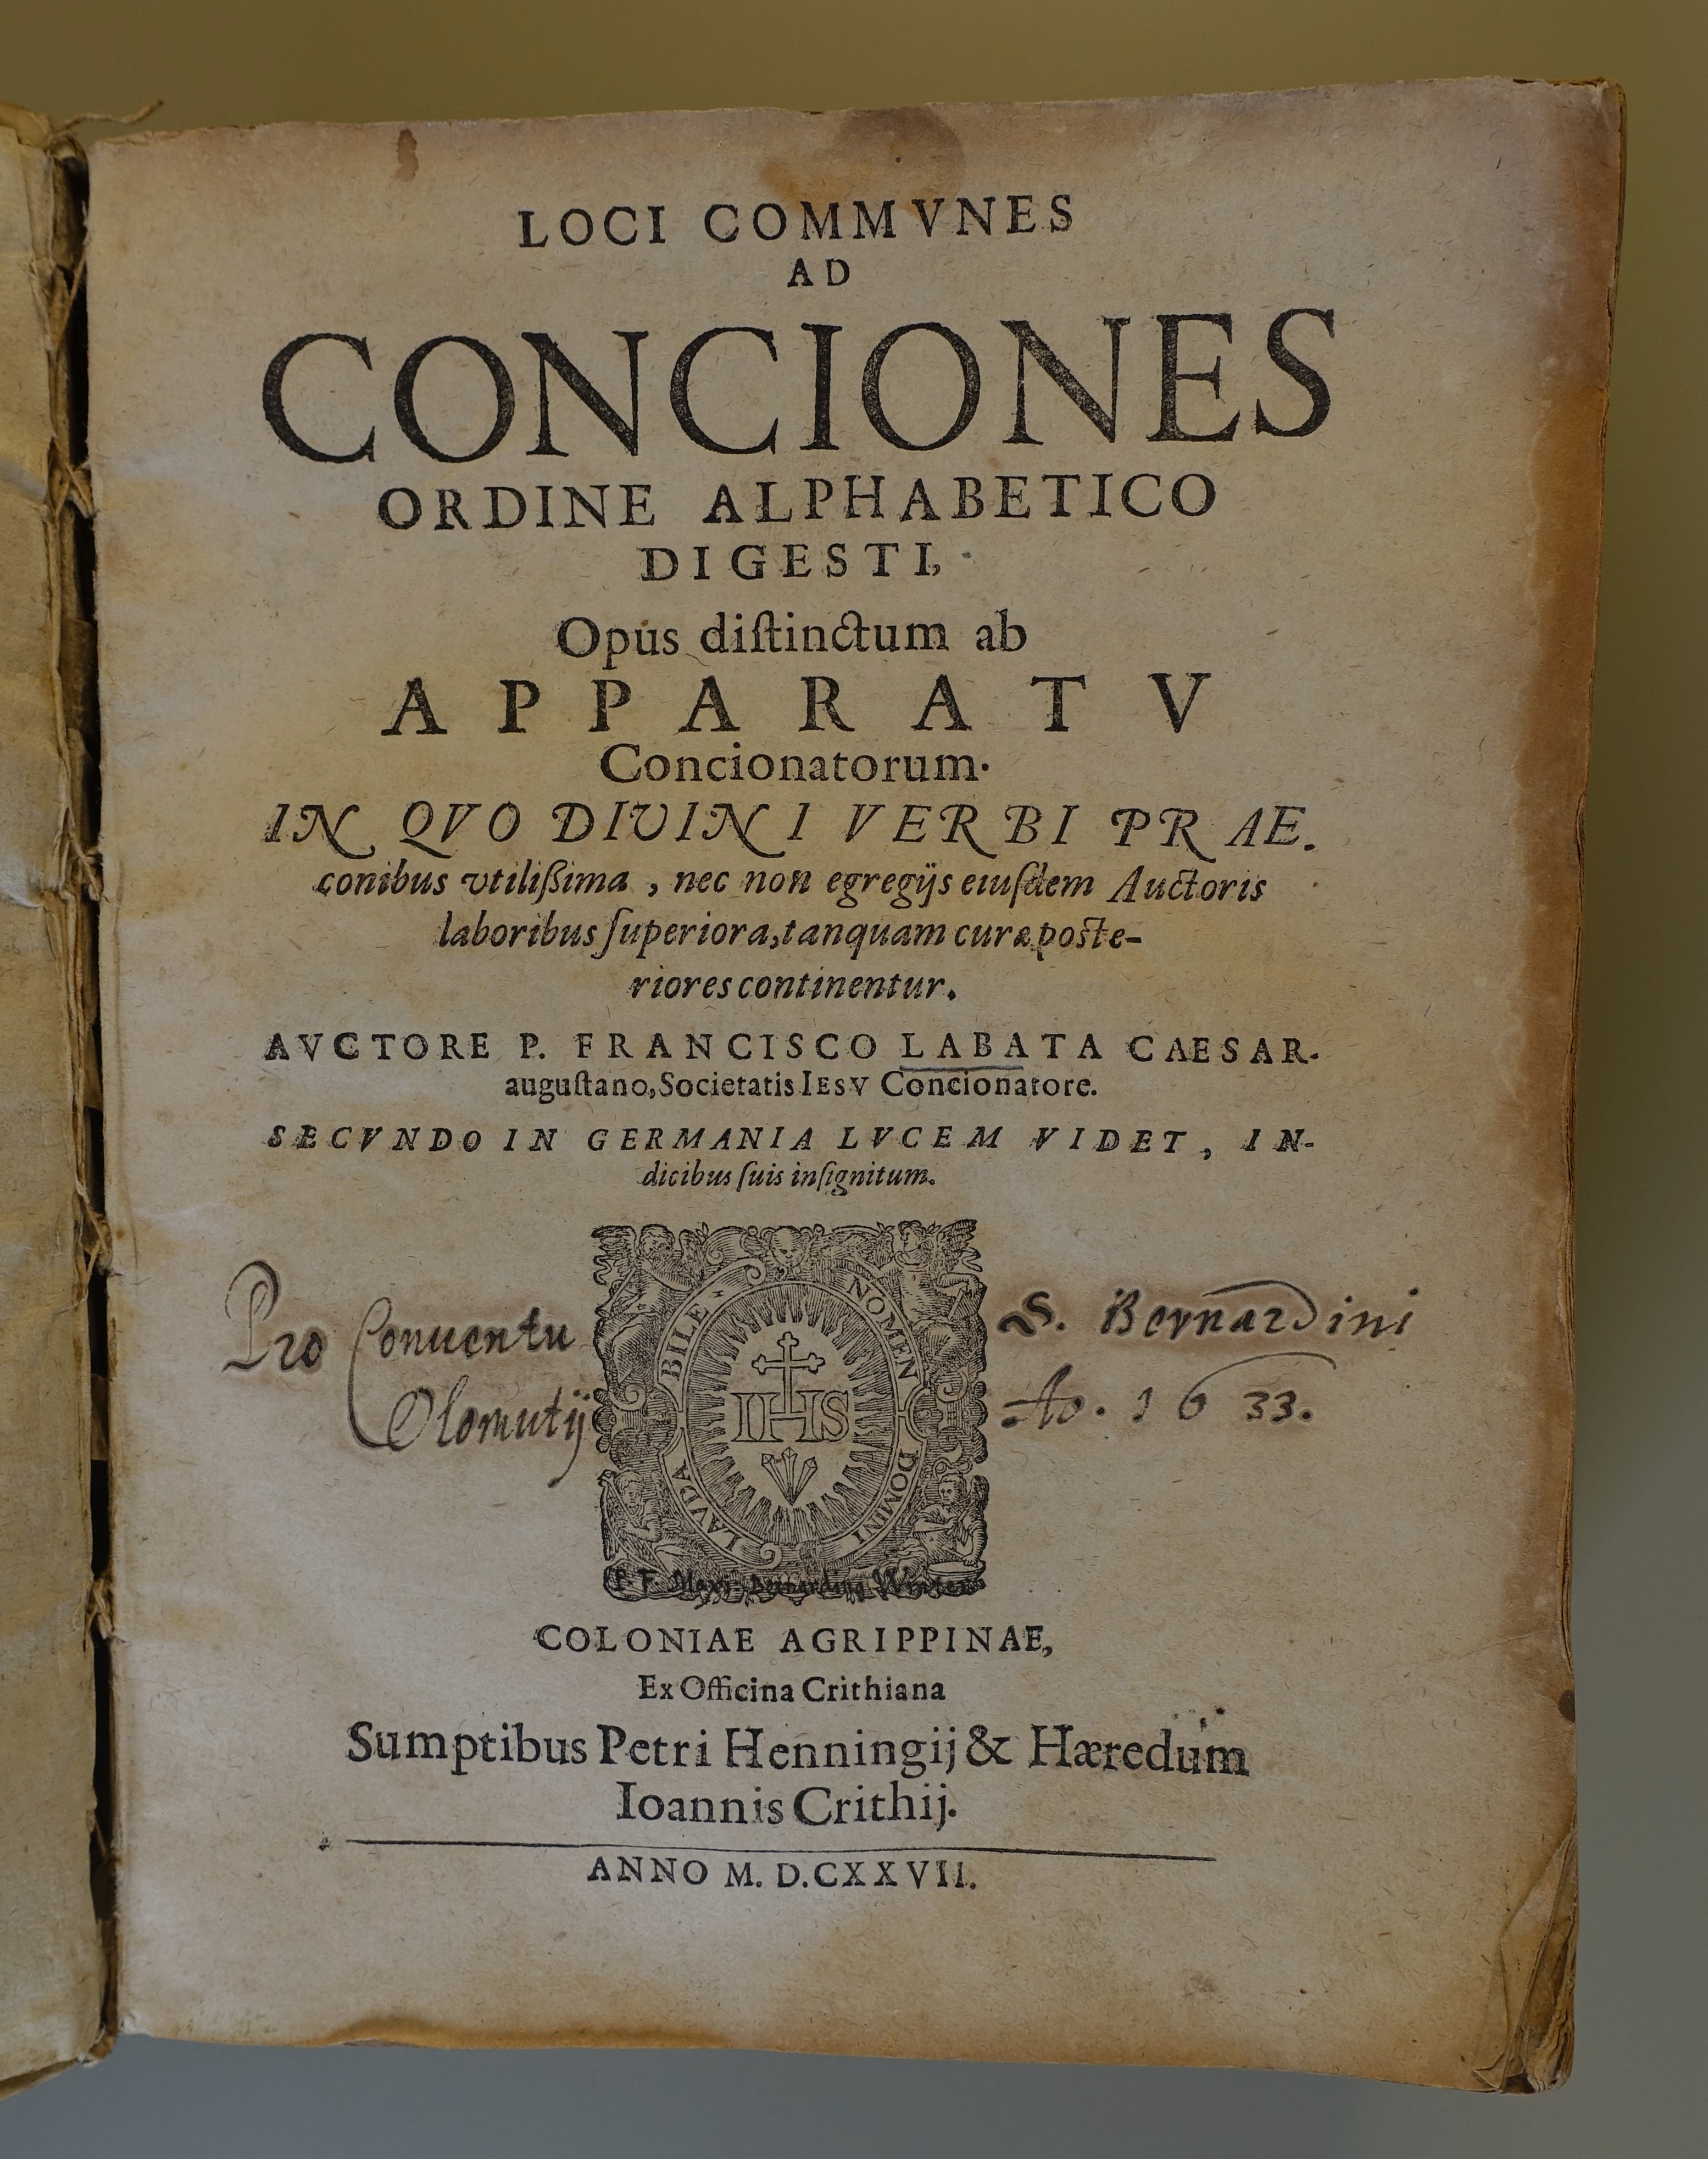 LOCI COMMVNES
AD
CONCIONES
ORDINE ALPHABETICO
DIGESTI,
Opus diſtinctum ab
APPARATV
Concionatorum.
IN QVO DIVINI VERBI PRAE.
conibus vtiliſsima, nec non egregijs eiuſdem Auctoris
laboribus ſuperiora, tanquam curæ poſte-
riores continentur.
AVCTORE P. FRANCISCO LABATA CAESAR.
auguſtano, Societatis IESV Concionatore.
SECVNDO IN GERMANIA LVCEM VIDET, IN-
dicibus ſuis inſignitum.
LAVDABILE NOMEN DOMINI
IHS
Pro Conuentu S. Bernardini
Olomutij Ao. 1633.
COLONIAE AGRIPPINAE,
Ex Officina Crithiana
Sumptibus Petri Henningij & Hæredum
Ioannis Crithij.
ANNO M. D. CXXVII.